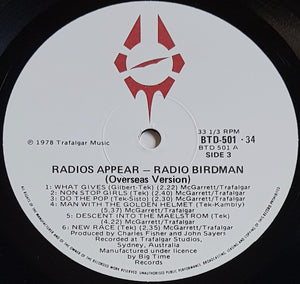 ℗ 1978 Trafalgar Music
33 1/3 RPM
BTD-501 ·34
BTD 501 A
SIDE 3
RADIOS APPEAR — RADIO BIRDMAN
(Overseas Version)
1: WHAT GIVES (Gilbert-Tek) (2.22) McGarrett/Trafalgar
2: NON STOP GIRLS (Tek) (2.40) McGarrett/Trafalgar
3: DO THE POP (Tek-Sisto) (2.32) McGarrett/Trafalgar
4: MAN WITH THE GOLDEN HELMET (Tek-Kambly)
(5.37) McGarrett/Trafalgar
5: DESCENT INTO THE MAELSTROM (Tek)
(4.22) McGarrett/Trafalgar
6: NEW RACE (Tek) (2.39) McGarrett/Trafalgar
Produced by Charles Fisher and John Sayers
Recorded at Trafalgar Studios,
Sydney, Australia
Manufactured under licence
by Big Time
Records